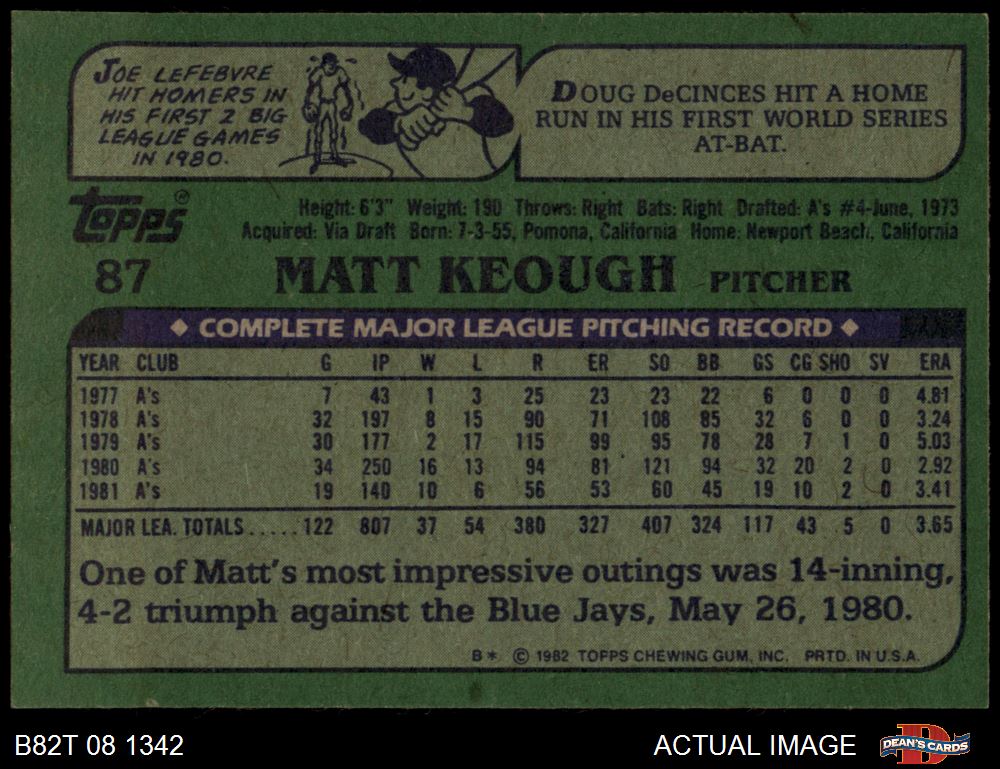 JOE LEFEBVRE
HIT HOMERS IN
HIS FIRST 2 BIG
LEAGUE GAMES
IN 1980.
DOUG DeCINCES HIT A HOME
RUN IN HIS FIRST WORLD SERIES
AT-BAT.
TOPPS®
Height: 6'3" Weight: 190 Throws: Right Bats: Right Drafted: A's #4-June, 1973
Acquired: Via Draft Born: 7-3-55, Pomona, California Home: Newport Beach, California
87 MATT KEOUGH PITCHER
◆ COMPLETE MAJOR LEAGUE PITCHING RECORD ◆
YEAR CLUB G IP W L R ER SO BB GS CG SHO SV ERA
1977 A's 7 43 1 3 25 23 23 22 6 0 0 0 4.81
1978 A's 32 197 8 15 90 71 108 85 32 6 0 0 3.24
1979 A's 30 177 2 17 115 99 95 78 28 7 1 0 5.03
1980 A's 34 250 16 13 94 81 121 94 32 20 2 0 2.92
1981 A's 19 140 10 6 56 53 60 45 19 10 2 0 3.41
MAJOR LEA. TOTALS ..... 122 807 37 54 380 327 407 324 117 43 5 0 3.65
One of Matt's most impressive outings was 14-inning,
4-2 triumph against the Blue Jays, May 26, 1980.
B* © 1982 TOPPS CHEWING GUM, INC. PRTD. IN U.S.A.
B82T 08 1342 ACTUAL IMAGE B DEAN'S CARDS